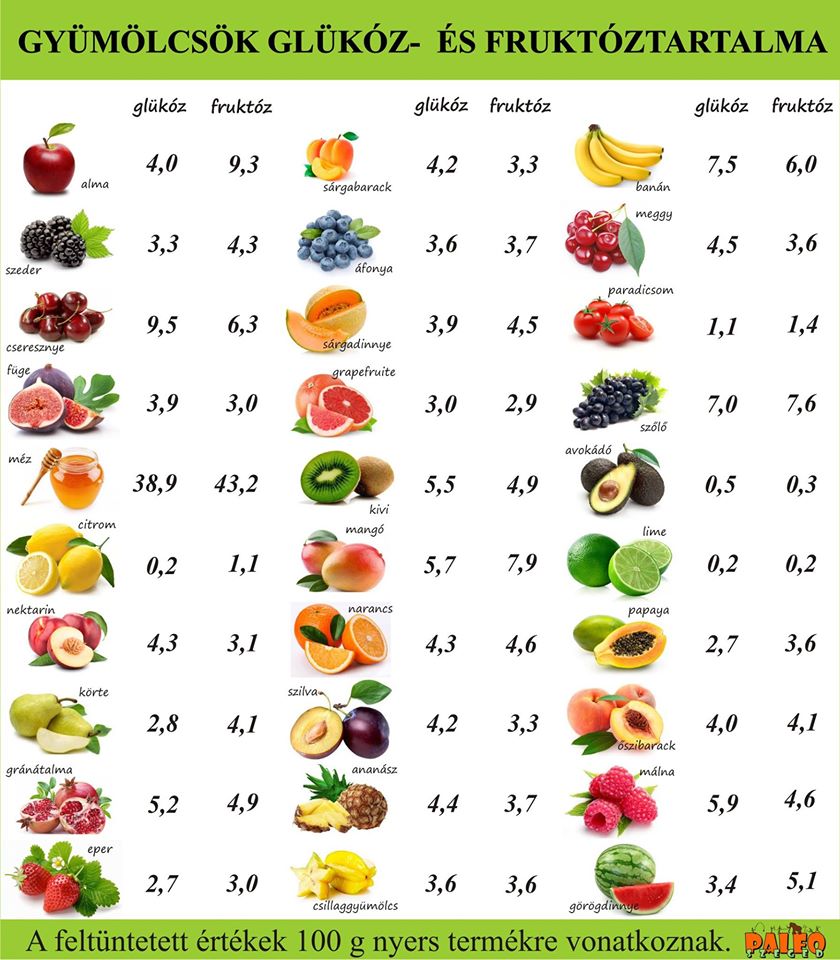 GYÜMÖLCSÖK GLÜKÓZ- ÉS FRUKTÓZTARTALMA
glükóz fruktóz glükóz fruktóz glükóz fruktóz
alma 4,0 9,3 sárgabarack 4,2 3,3 banán 7,5 6,0
szeder 3,3 4,3 áfonya 3,6 3,7 meggy 4,5 3,6
cseresznye 9,5 6,3 sárgadinnye 3,9 4,5 paradicsom 1,1 1,4
füge 3,9 3,0 grapefruite 3,0 2,9 szőlő 7,0 7,6
méz 38,9 43,2 kivi 5,5 4,9 avokádó 0,5 0,3
citrom 0,2 1,1 mangó 5,7 7,9 lime 0,2 0,2
nektarin 4,3 3,1 narancs 4,3 4,6 papaya 2,7 3,6
körte 2,8 4,1 szilva 4,2 3,3 őszibarack 4,0 4,1
gránátalma 5,2 4,9 ananász 4,4 3,7 málna 5,9 4,6
eper 2,7 3,0 csillaggyümölcs 3,6 3,6 görögdinnye 3,4 5,1
A feltüntetett értékek 100 g nyers termékre vonatkoznak.
PALEO
SZEGED